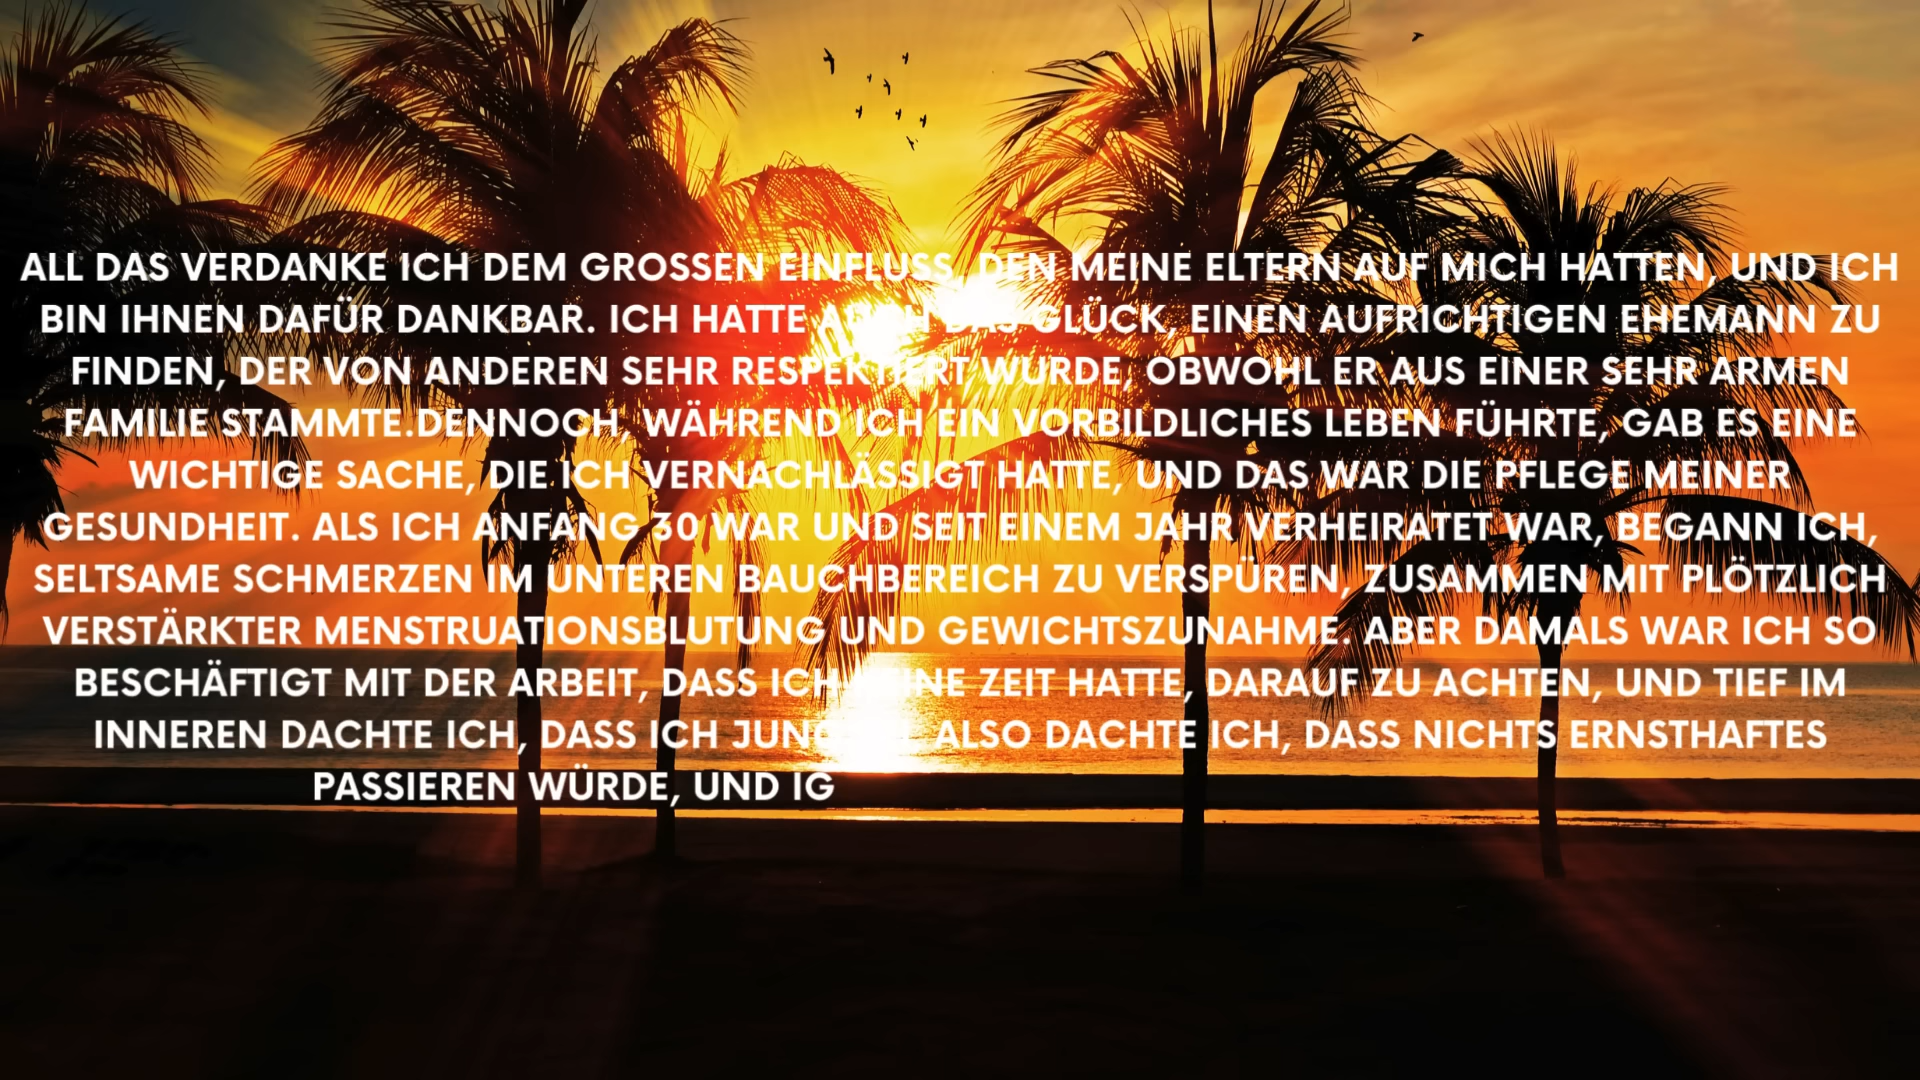 ALL DAS VERDANKE ICH DEM GROSSEN EINFLUSS, DEN MEINE ELTERN AUF MICH HATTEN, UND ICH
BIN IHNEN DAFÜR DANKBAR. ICH HATTE AUCH DAS GLÜCK, EINEN AUFRICHTIGEN EHEMANN ZU
FINDEN, DER VON ANDEREN SEHR RESPEKTIERT WURDE, OBWOHL ER AUS EINER SEHR ARMEN
FAMILIE STAMMTE.DENNOCH, WÄHREND ICH EIN VORBILDLICHES LEBEN FÜHRTE, GAB ES EINE
WICHTIGE SACHE, DIE ICH VERNACHLÄSSIGT HATTE, UND DAS WAR DIE PFLEGE MEINER
GESUNDHEIT. ALS ICH ANFANG 30 WAR UND SEIT EINEM JAHR VERHEIRATET WAR, BEGANN ICH,
SELTSAME SCHMERZEN IM UNTEREN BAUCHBEREICH ZU VERSPÜREN, ZUSAMMEN MIT PLÖTZLICH
VERSTÄRKTER MENSTRUATIONSBLUTUNG UND GEWICHTSZUNAHME. ABER DAMALS WAR ICH SO
BESCHÄFTIGT MIT DER ARBEIT, DASS ICH KEINE ZEIT HATTE, DARAUF ZU ACHTEN, UND TIEF IM
INNEREN DACHTE ICH, DASS ICH ALSO DACHTE ICH, DASS NICHTS ERNSTHAFTES
PASSIEREN WÜRDE, UND IG